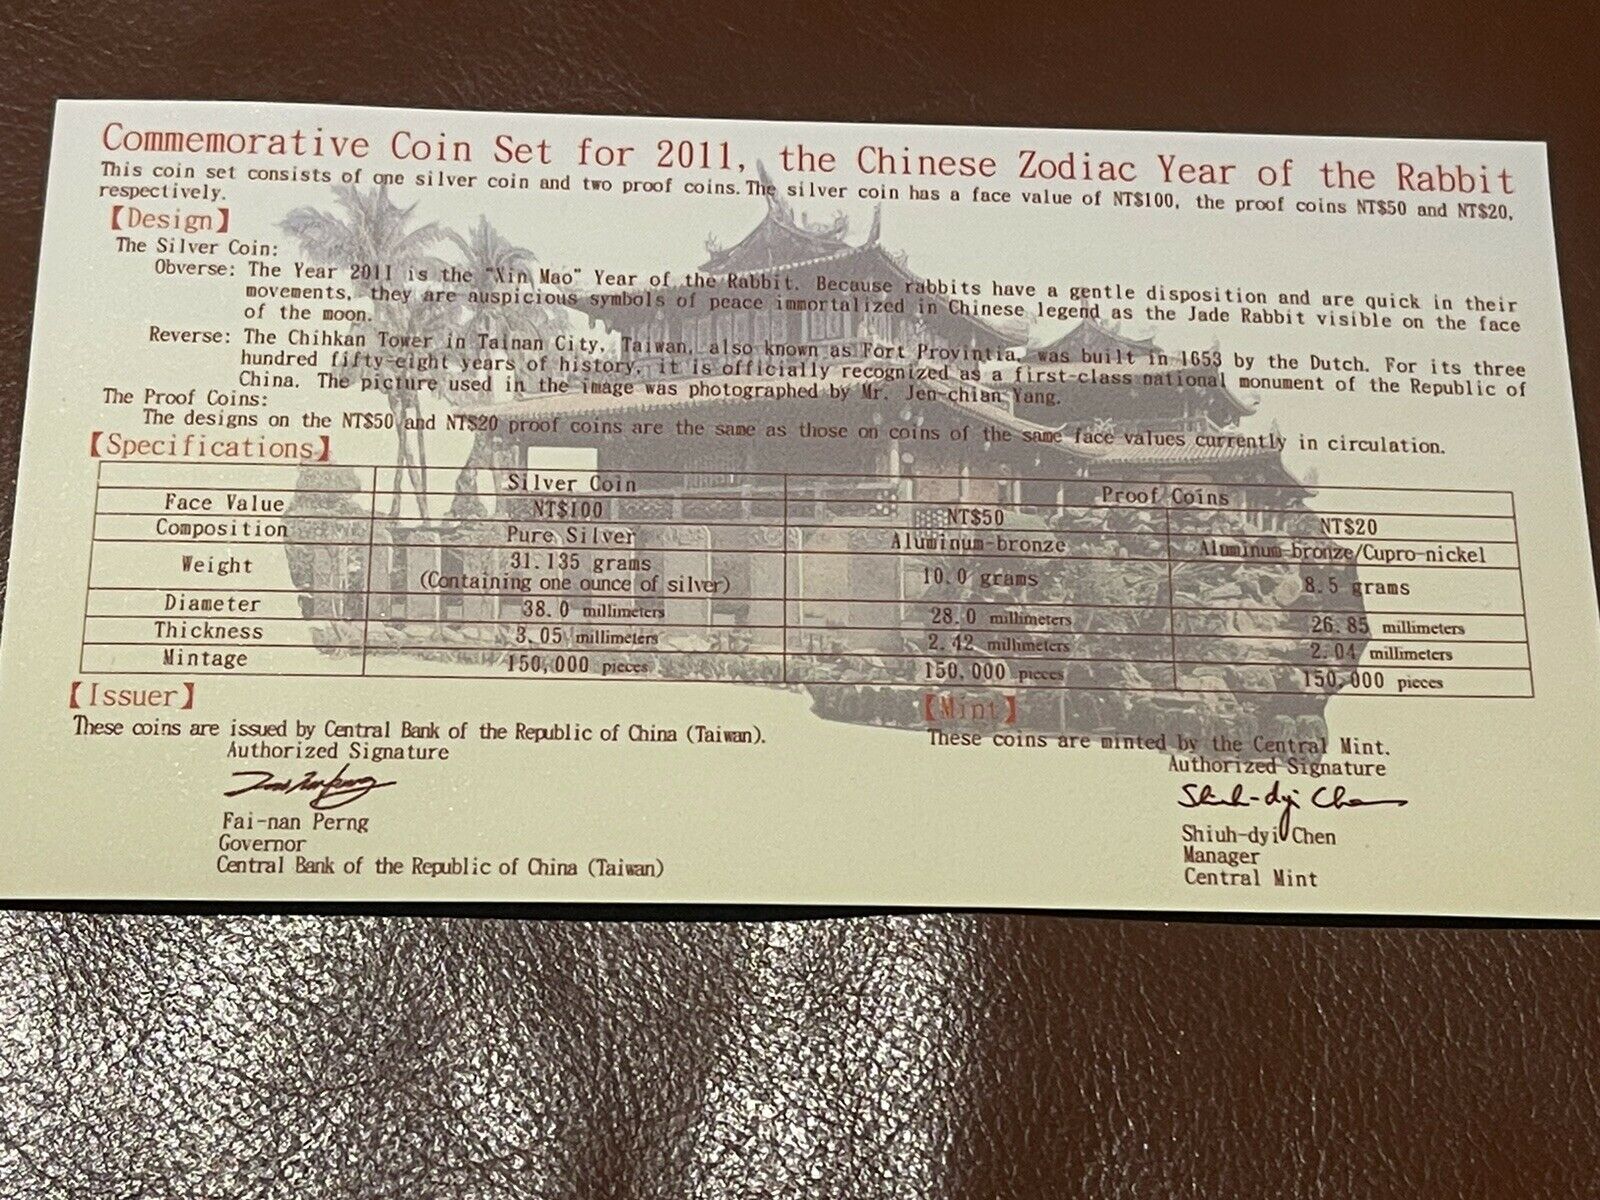 Commemorative Coin Set for 2011, the Chinese Zodiac Year of the Rabbit
This coin set consists of one silver coin and two proof coins. The silver coin has a face value of NT$100, the proof coins NT$50 and NT$20,
respectively.
【Design】
The Silver Coin:
Obverse: The Year 2011 is the "Xin Mao" Year of the Rabbit. Because rabbits have a gentle disposition and are quick in their
movements, they are auspicious symbols of peace immortalized in Chinese legend as the Jade Rabbit visible on the face
of the moon.
Reverse: The Chihkan Tower in Tainan City, Taiwan, also known as Fort Provintia, was built in 1653 by the Dutch. For its three
hundred fifty-eight years of history, it is officially recognized as a first-class national monument of the Republic of
China. The picture used in the image was photographed by Mr. Jen-chian Yang.
The Proof Coins:
The designs on the NT$50 and NT$20 proof coins are the same as those on coins of the same face values currently in circulation.
【Specifications】
Silver Coin Proof Coins
Face Value NT$100 NT$50 NT$20
Composition Pure Silver Aluminum-bronze Aluminum-bronze/Cupro-nickel
Weight 31.135 grams 10.0 grams 8.5 grams
(Containing one ounce of silver)
Diameter 38.0 millimeters 28.0 millimeters 26.85 millimeters
Thickness 3.05 millimeters 2.42 millimeters 2.04 millimeters
Mintage 150,000 pieces 150,000 pieces 150,000 pieces
【Issuer】
These coins are issued by Central Bank of the Republic of China (Taiwan).
Authorized Signature
Fai-nan Perng
Governor
Central Bank of the Republic of China (Taiwan)
【Mint】
These coins are minted by the Central Mint.
Authorized Signature
Shiuh-dyi Chen
Shiuh-dyi Chen
Manager
Central Mint